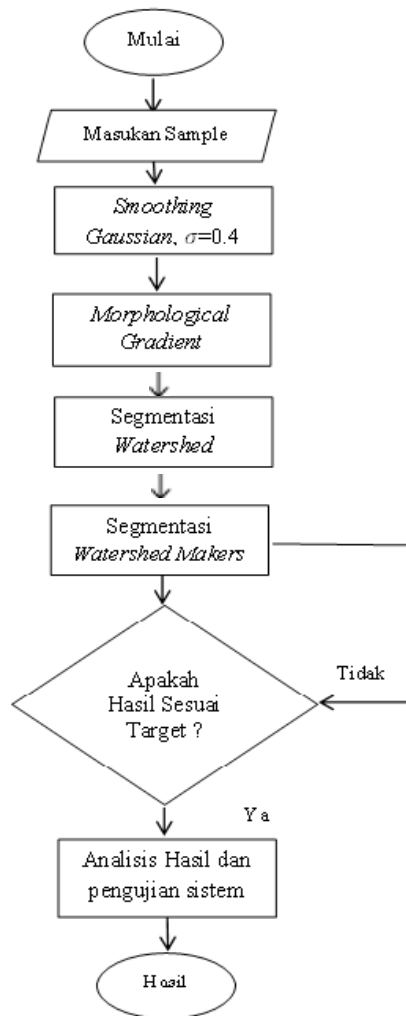 Mulai
Masukan Sample
Smoothing
Gaussian, σ=0.4
Morphological
Gradient
Segmentasi
Watershed
Segmentasi
Watershed Makers
Apakah
Hasil Sesuai
Target ?
Tidak
Ya
Analisis Hasil dan
pengujian sistem
Hasil